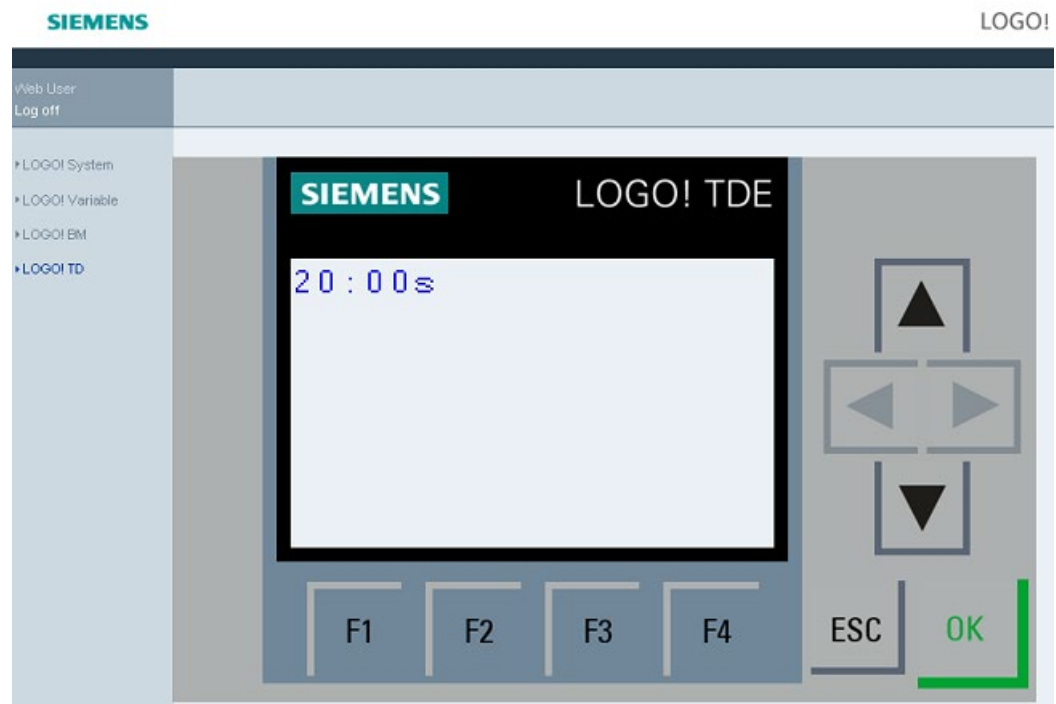 SIEMENS
LOGO!
Web User
Log off
LOGO! System
LOGO! Variable
LOGO! BM
LOGO! TD
SIEMENS
LOGO! TDE
20:00s
F1
F2
F3
F4
ESC
OK